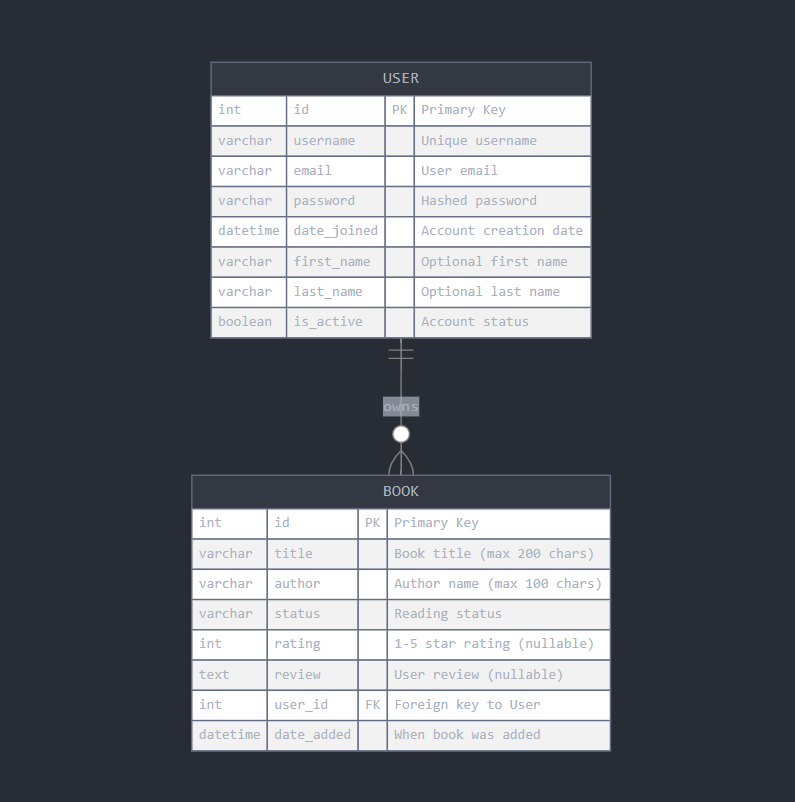 USER
int id PK Primary Key
varchar username Unique username
varchar email User email
varchar password Hashed password
datetime date_joined Account creation date
varchar first_name Optional first name
varchar last_name Optional last name
boolean is_active Account status
owns
BOOK
int id PK Primary Key
varchar title Book title (max 200 chars)
varchar author Author name (max 100 chars)
varchar status Reading status
int rating 1-5 star rating (nullable)
text review User review (nullable)
int user_id FK Foreign key to User
datetime date_added When book was added